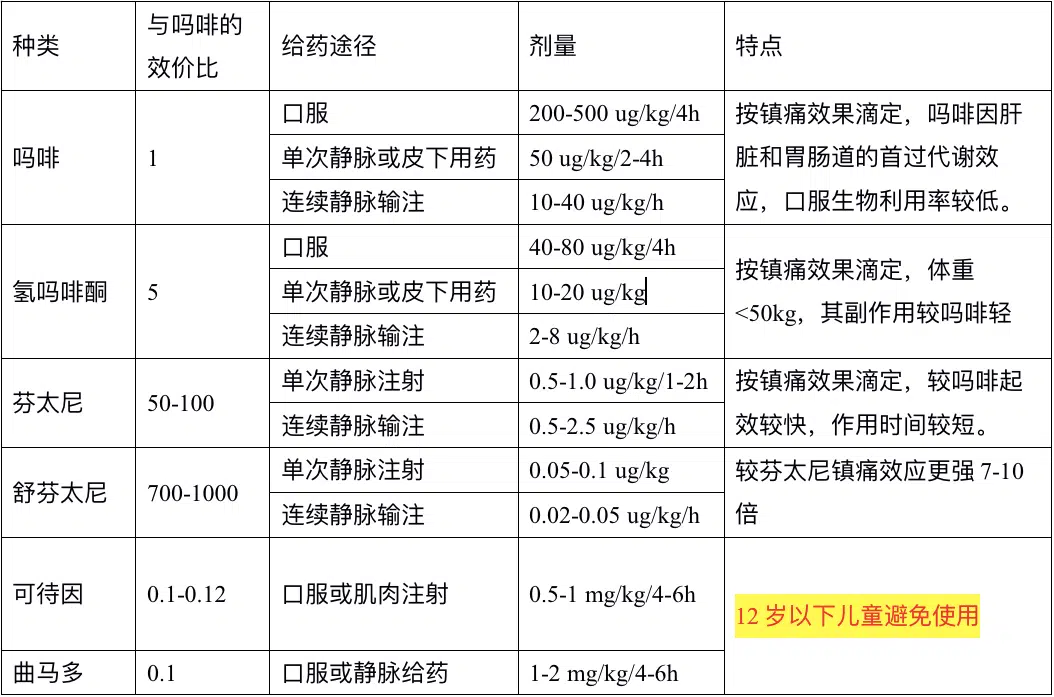 种类 与吗啡的效价比 给药途径 剂量 特点
吗啡 1 口服 200-500 ug/kg/4h 按镇痛效果滴定，吗啡因肝
单次静脉或皮下用药 50 ug/kg/2-4h 脏和胃肠道的首过代谢效
连续静脉输注 10-40 ug/kg/h 应，口服生物利用率较低。
氢吗啡酮 5 口服 40-80 ug/kg/4h 按镇痛效果滴定，体重
单次静脉或皮下用药 10-20 ug/kg <50kg，其副作用较吗啡轻
连续静脉输注 2-8 ug/kg/h
芬太尼 50-100 单次静脉注射 0.5-1.0 ug/kg/1-2h 按镇痛效果滴定，较吗啡起
连续静脉输注 0.5-2.5 ug/kg/h 效较快，作用时间较短。
舒芬太尼 700-1000 单次静脉注射 0.05-0.1 ug/kg 较芬太尼镇痛效应更强 7-10
连续静脉输注 0.02-0.05 ug/kg/h 倍
可待因 0.1-0.12 口服或肌肉注射 0.5-1 mg/kg/4-6h 12 岁以下儿童避免使用
曲马多 0.1 口服或静脉给药 1-2 mg/kg/4-6h